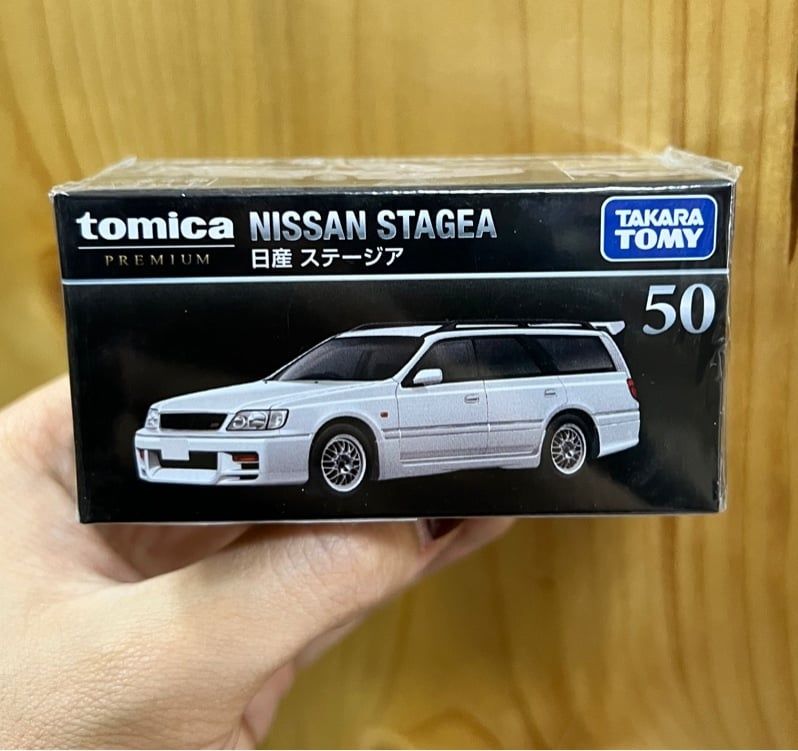 tomica NISSAN STAGEA
PREMIUM 日産 ステージア
TAKARA
TOMY
50